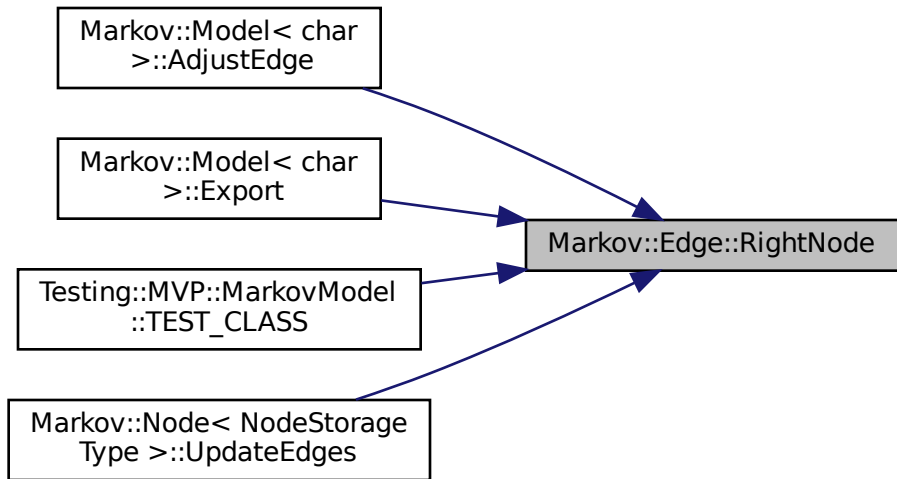 Markov::Model< char
>::AdjustEdge
Markov::Model< char
>::Export
Markov::Edge::RightNode
Testing::MVP::MarkovModel
::TEST_CLASS
Markov::Node< NodeStorage
Type >::UpdateEdges